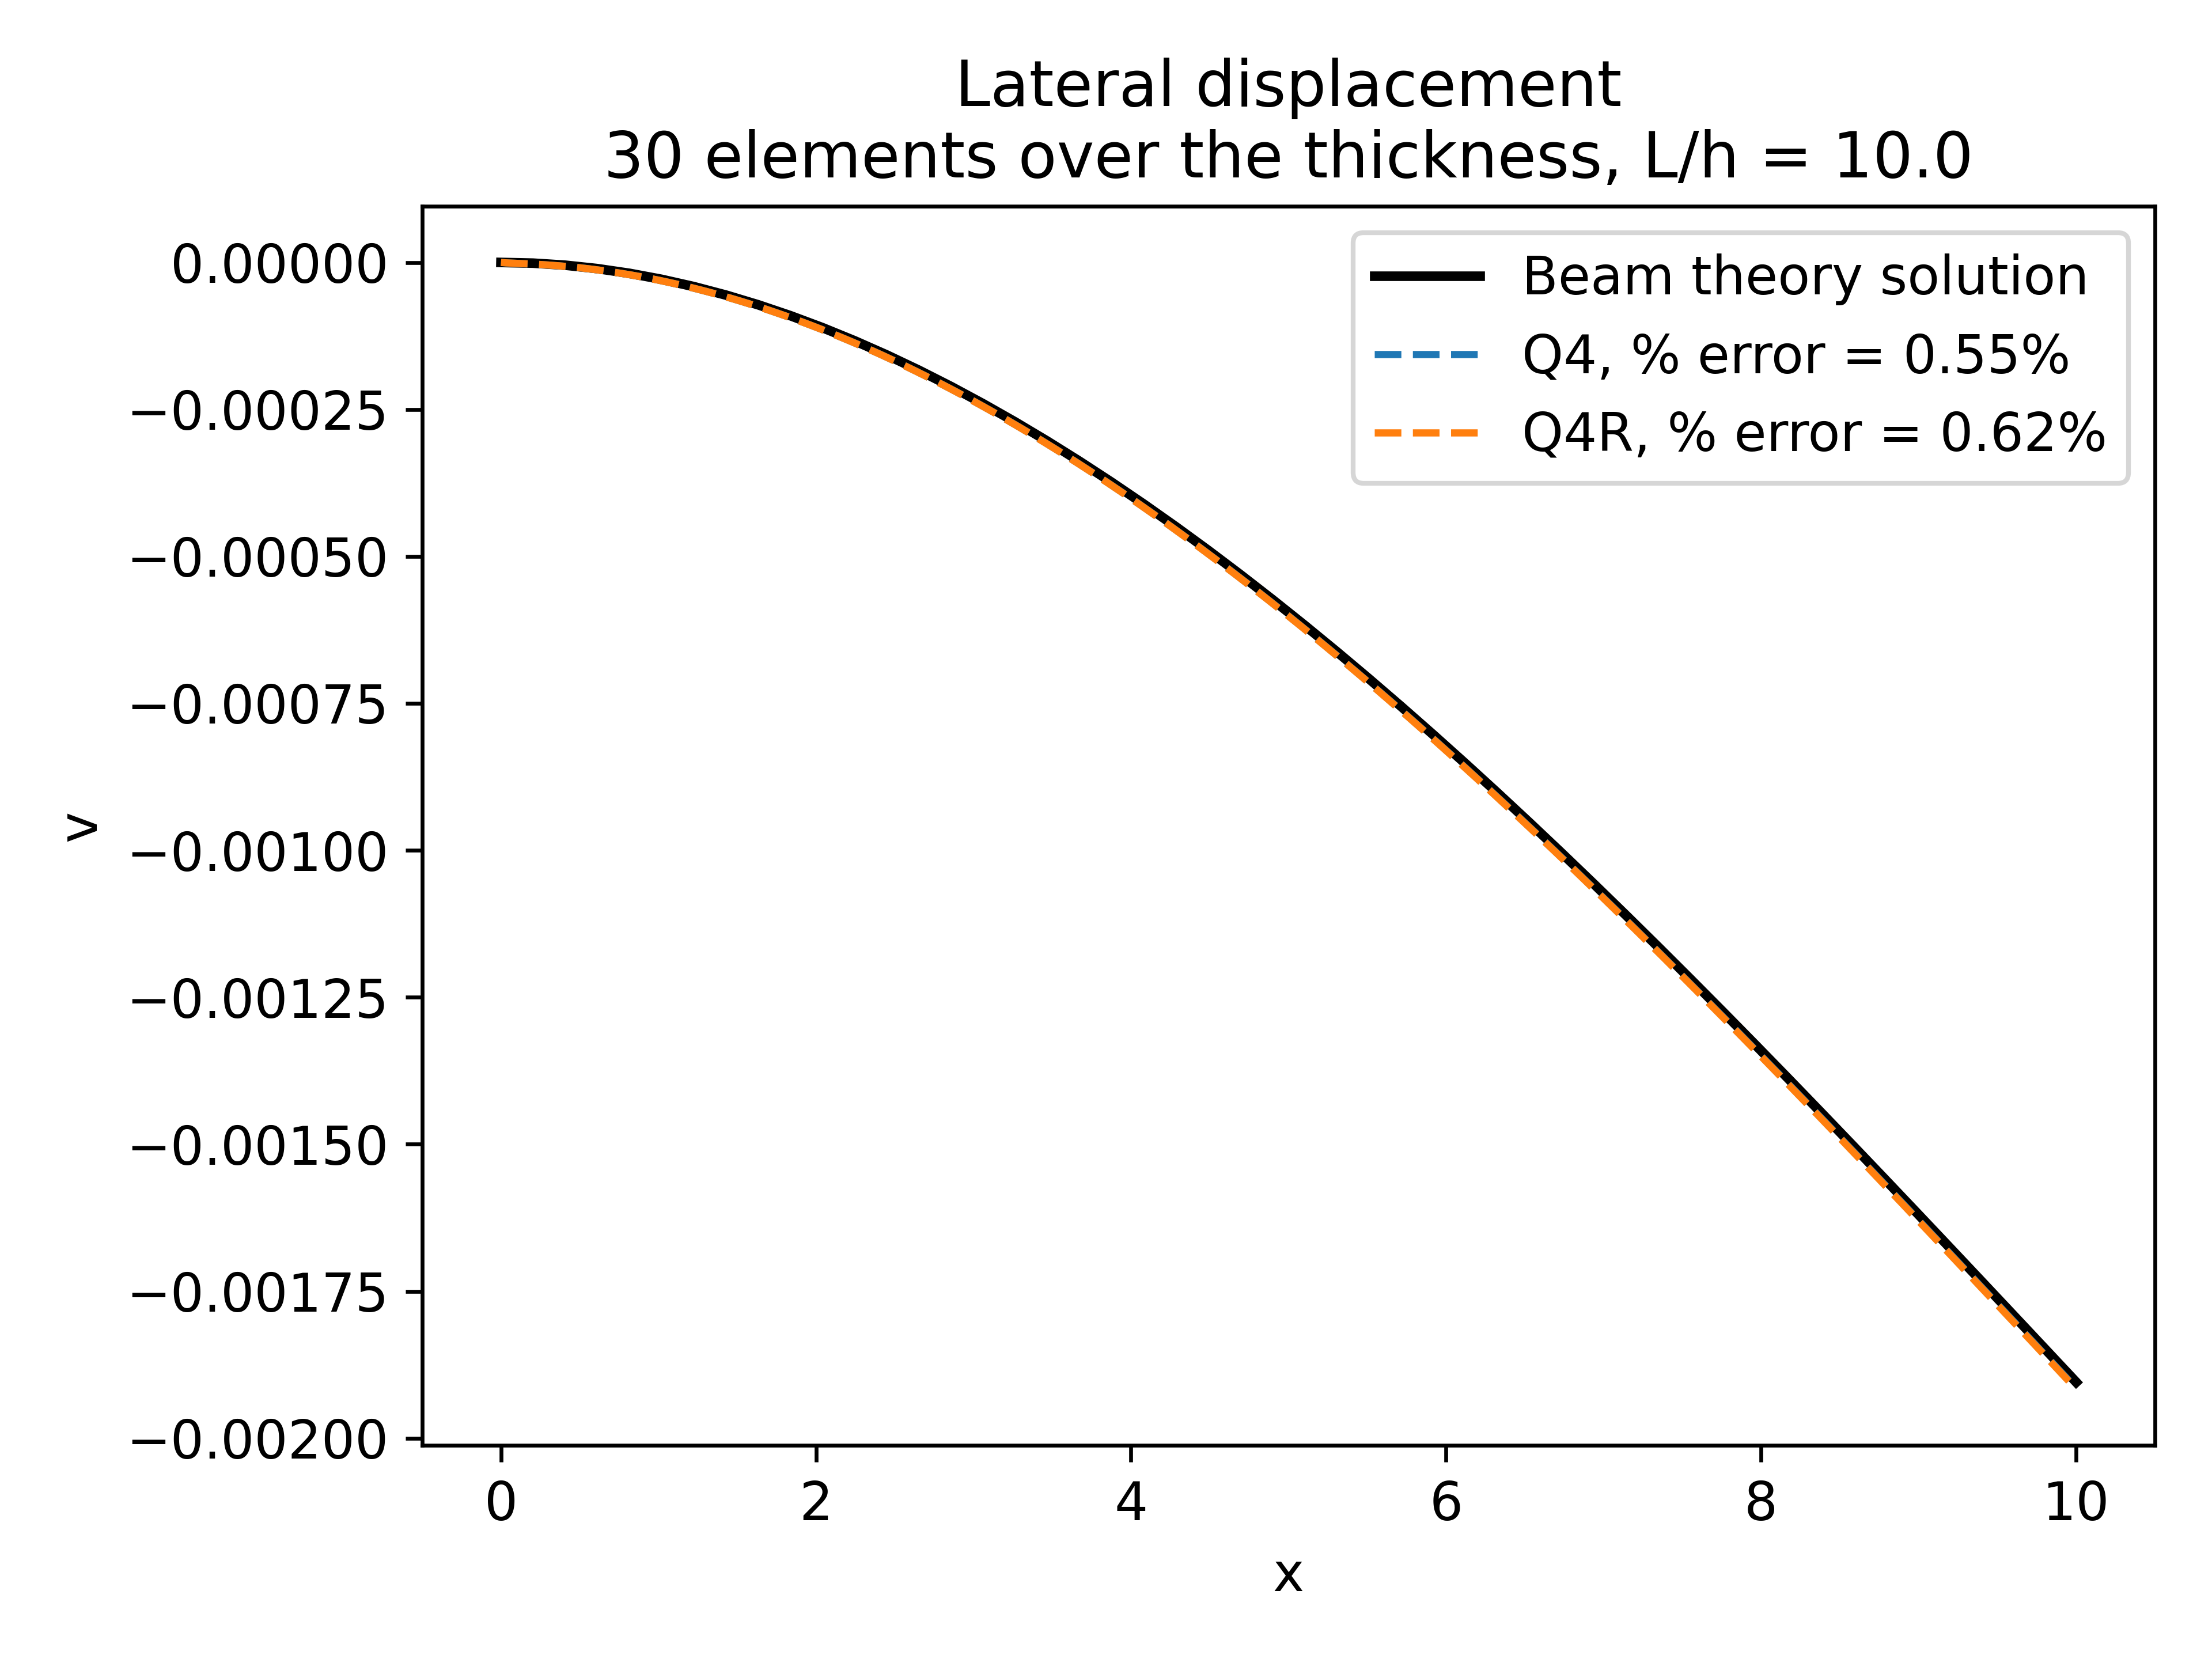 Lateral displacement
30 elements over the thickness, L/h = 10.0
Beam theory solution
Q4, % error = 0.55%
Q4R, % error = 0.62%
0.00000
−0.00025
−0.00050
−0.00075
−0.00100
−0.00125
−0.00150
−0.00175
−0.00200
v
0 2 4 6 8 10
x